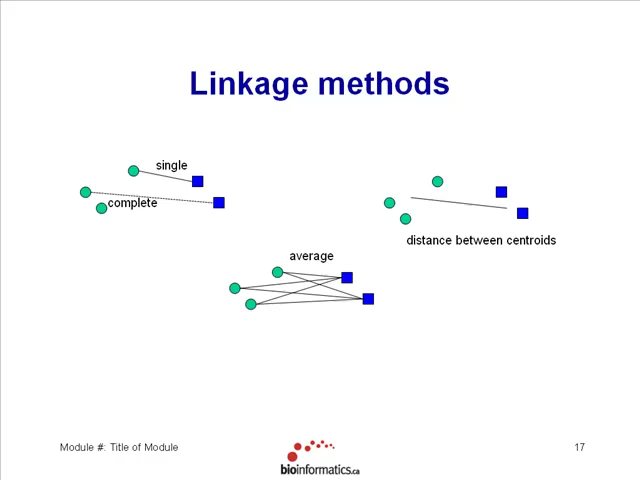 Linkage methods
single
complete
distance between centroids
average
Module #: Title of Module
17
bioinformatics.ca